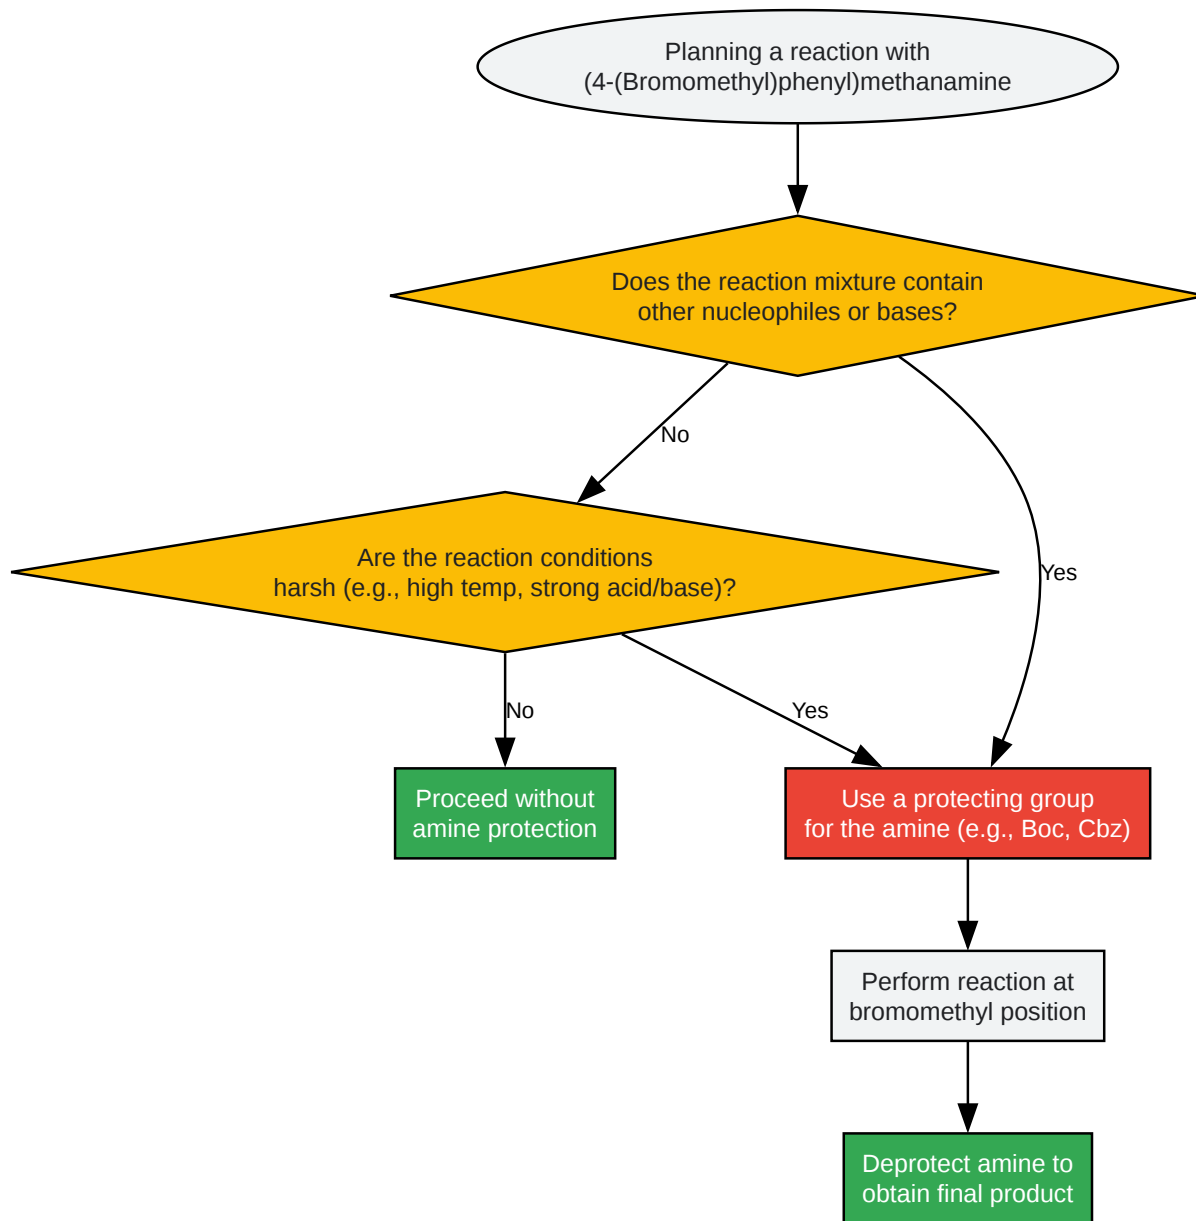 Planning a reaction with
(4-(Bromomethyl)phenyl)methanamine
Does the reaction mixture contain
other nucleophiles or bases?
No
Yes
Are the reaction conditions
harsh (e.g., high temp, strong acid/base)?
No
Yes
Proceed without
amine protection
Use a protecting group
for the amine (e.g., Boc, Cbz)
Perform reaction at
bromomethyl position
Deprotect amine to
obtain final product